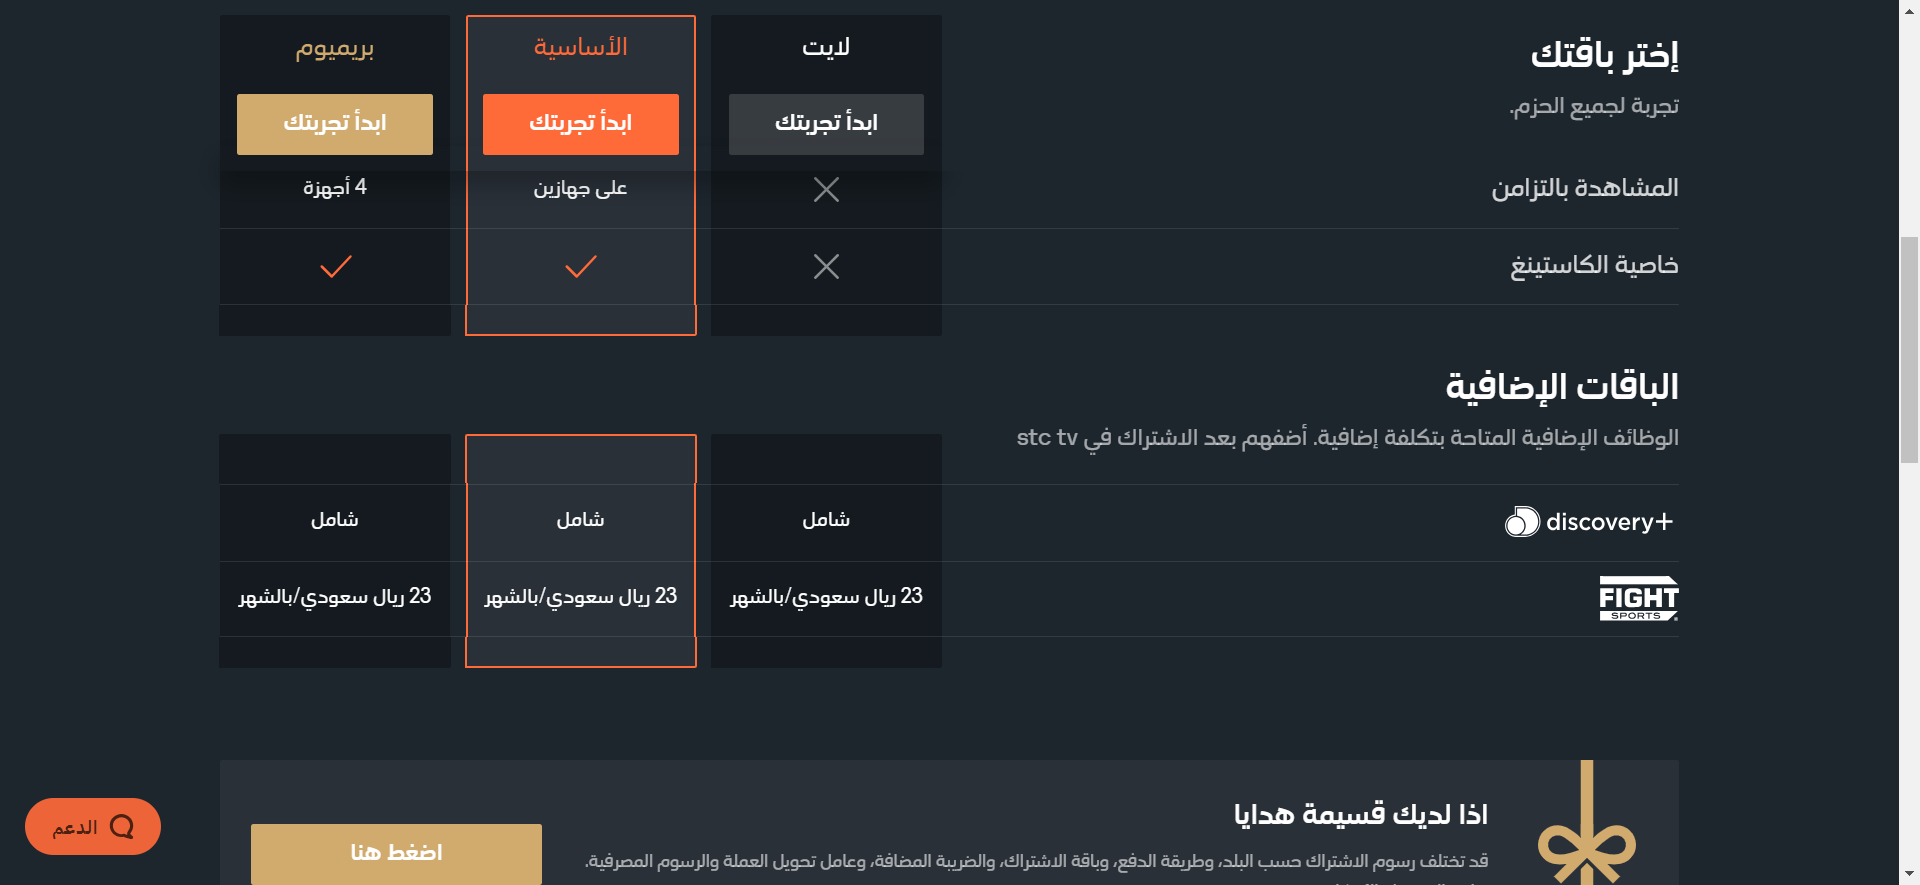 إختر باقتك
تجربة لجميع الحزم.
لايت
الأساسية
بريميوم
ابدأ تجربتك
ابدأ تجربتك
ابدأ تجربتك
المشاهدة بالتزامن
على جهازين
4 أجهزة
خاصية الكاستينغ
الباقات الإضافية
الوظائف الإضافية المتاحة بتكلفة إضافية. أضفهم بعد الاشتراك في stc tv
discovery+
شامل
شامل
شامل
FIGHT
SPORTS
23 ريال سعودي/بالشهر
23 ريال سعودي/بالشهر
23 ريال سعودي/بالشهر
اذا لديك قسيمة هدايا
قد تختلف رسوم الاشتراك حسب البلد، وطريقة الدفع، وباقة الاشتراك، والضريبة المضافة، وعامل تحويل العملة والرسوم المصرفية.
اضغط هنا
الدعم